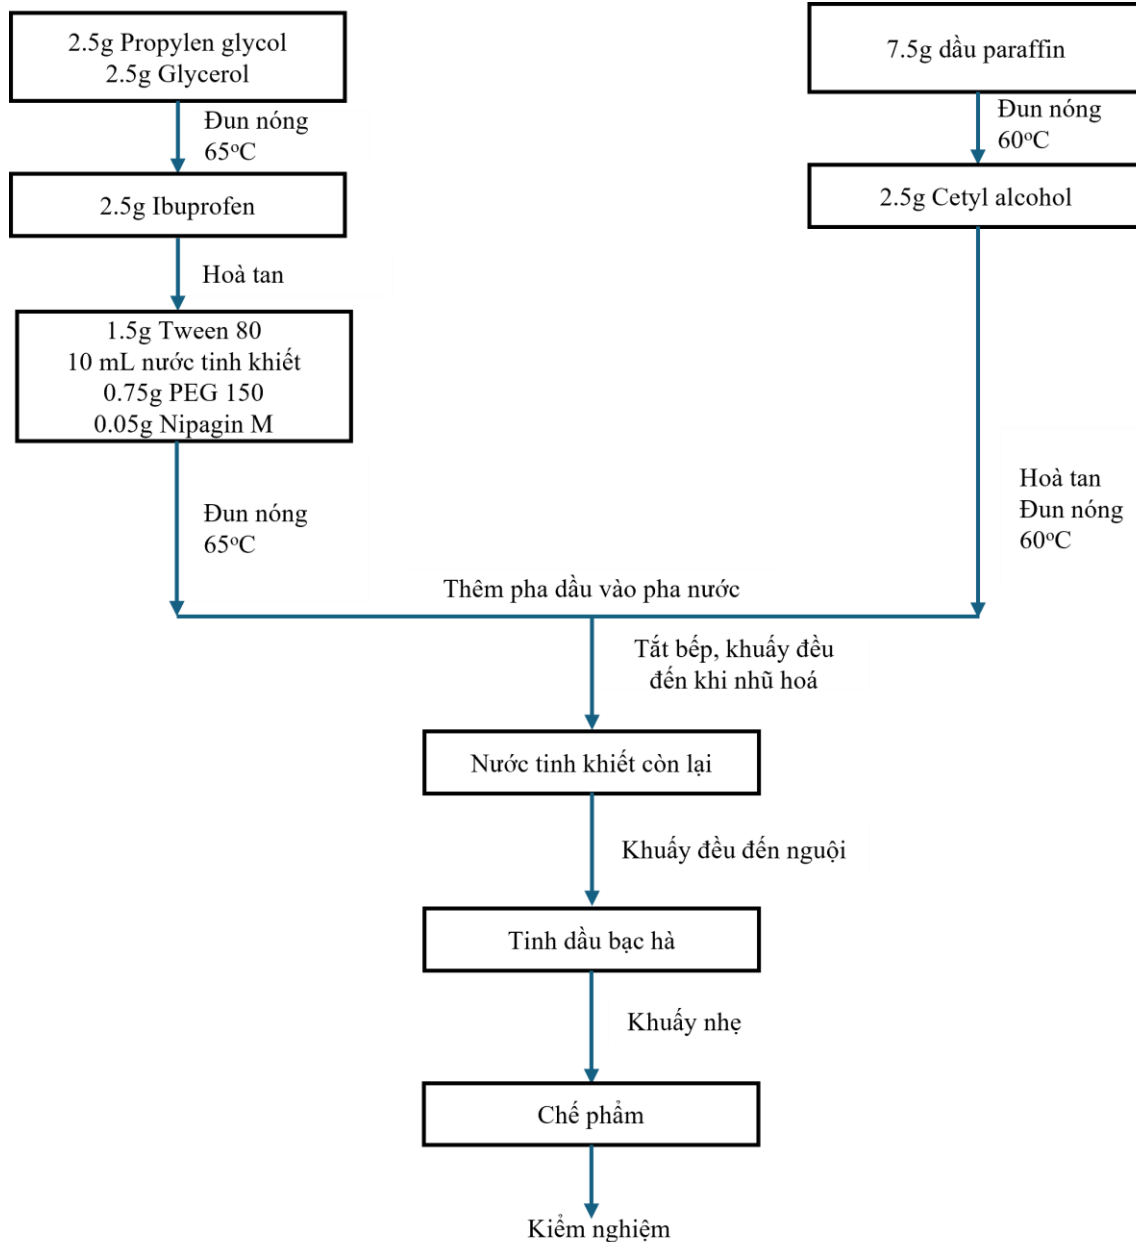 2.5g Propylen glycol
2.5g Glycerol
Đun nóng
65°C
2.5g Ibuprofen
Hoà tan
1.5g Tween 80
10 mL nước tinh khiết
0.75g PEG 150
0.05g Nipagin M
Đun nóng
65°C
7.5g dầu paraffin
Đun nóng
60°C
2.5g Cetyl alcohol
Hoà tan
Đun nóng
60°C
Thêm pha dầu vào pha nước
Tắt bếp, khuấy đều
đến khi nhũ hoá
Nước tinh khiết còn lại
Khuấy đều đến nguội
Tinh dầu bạc hà
Khuấy nhẹ
Chế phẩm
Kiểm nghiệm